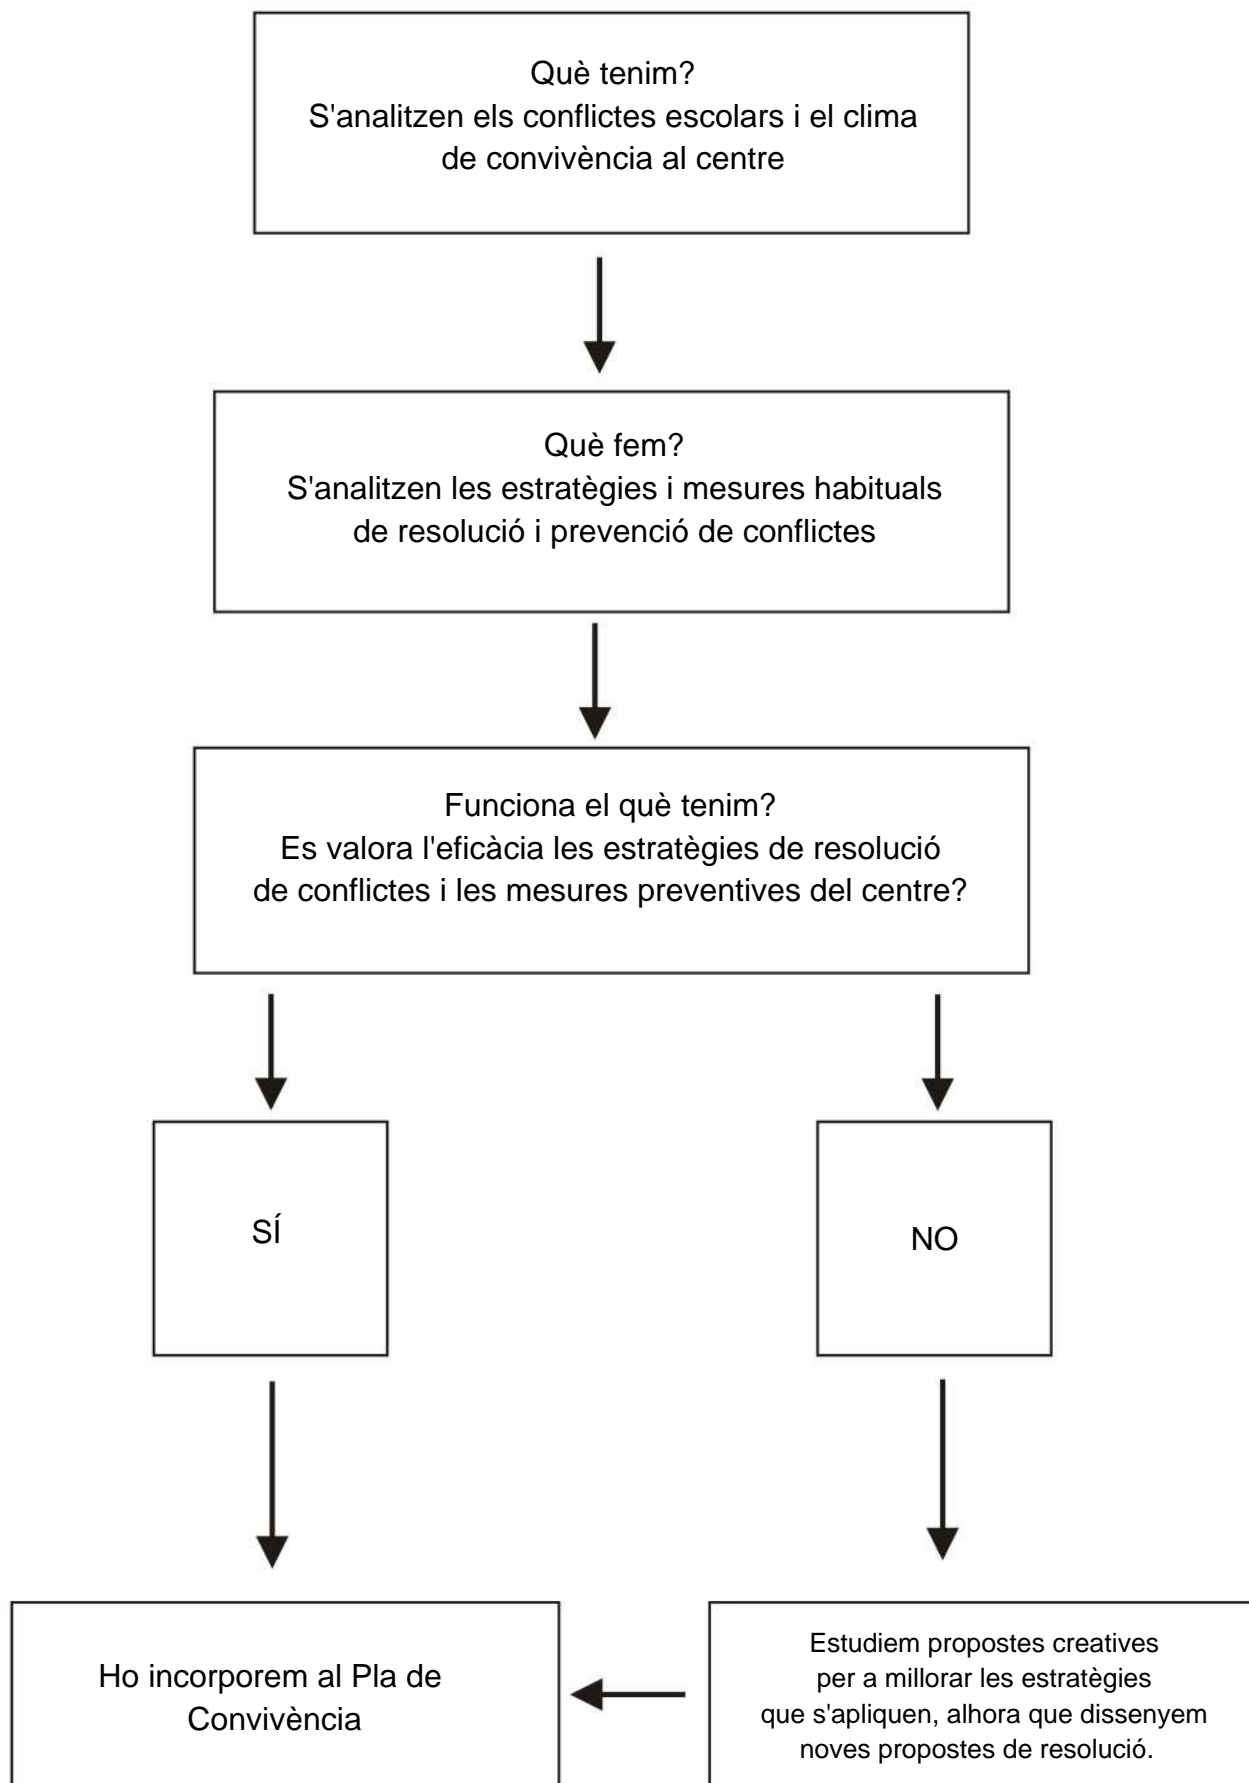 Què tenim?
S'analitzen els conflictes escolars i el clima
de convivència al centre
Què fem?
S'analitzen les estratègies i mesures habituals
de resolució i prevenció de conflictes
Funciona el què tenim?
Es valora l'eficàcia les estratègies de resolució
de conflictes i les mesures preventives del centre?
SÍ
NO
Ho incorporem al Pla de
Convivència
Estudiem propostes creatives
per a millorar les estratègies
que s'apliquen, alhora que dissenyem
noves propostes de resolució.